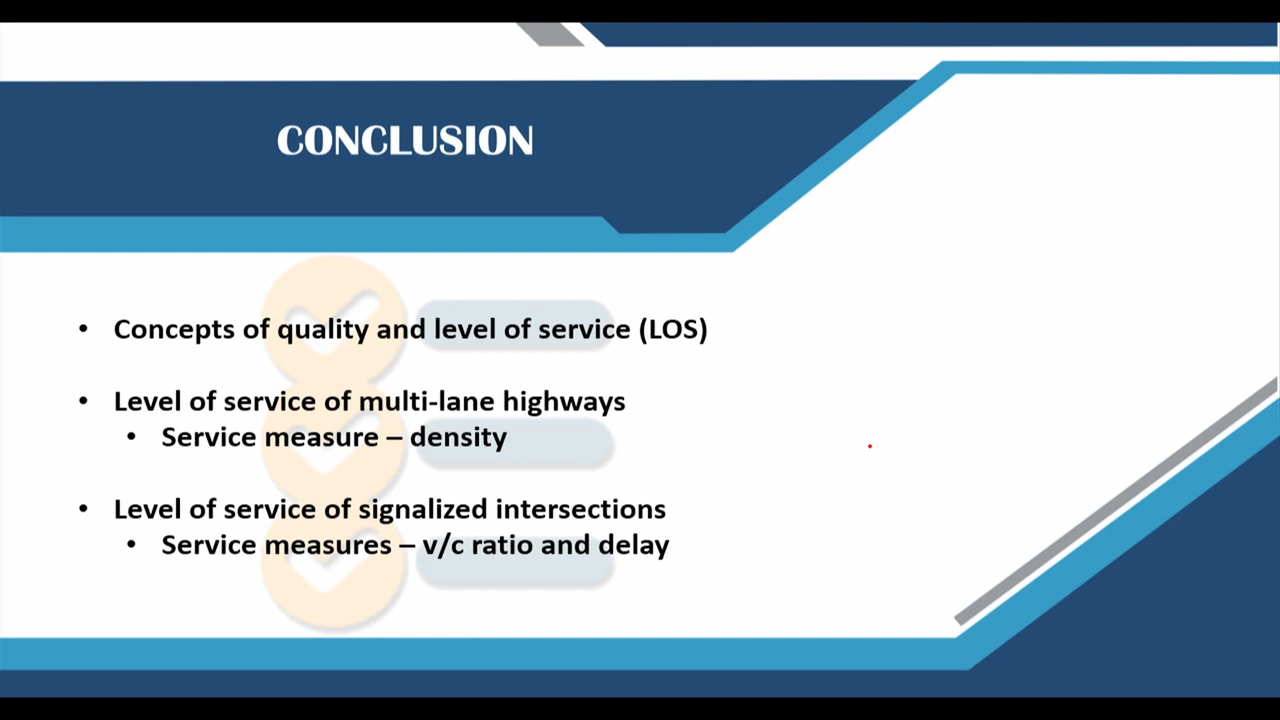 CONCLUSION
• Concepts of quality and level of service (LOS)
• Level of service of multi-lane highways
• Service measure – density
• Level of service of signalized intersections
• Service measures – v/c ratio and delay